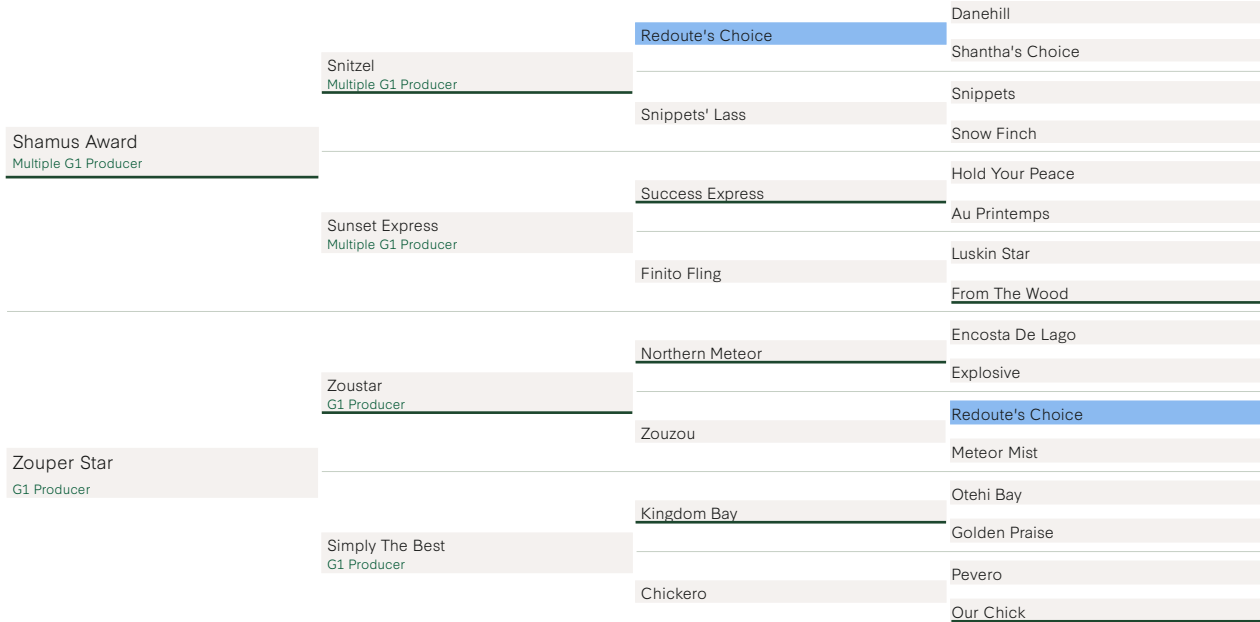 Shamus Award
Multiple G1 Producer
Zouper Star
G1 Producer
Snitzel
Multiple G1 Producer
Sunset Express
Multiple G1 Producer
Zoustar
G1 Producer
Simply The Best
G1 Producer
Redoute's Choice
Snippets' Lass
Success Express
Finito Fling
Northern Meteor
Zouzou
Kingdom Bay
Chickero
Danehill
Shantha's Choice
Snippets
Snow Finch
Hold Your Peace
Au Printemps
Luskin Star
From The Wood
Encosta De Lago
Explosive
Redoute's Choice
Meteor Mist
Otehi Bay
Golden Praise
Pevero
Our Chick